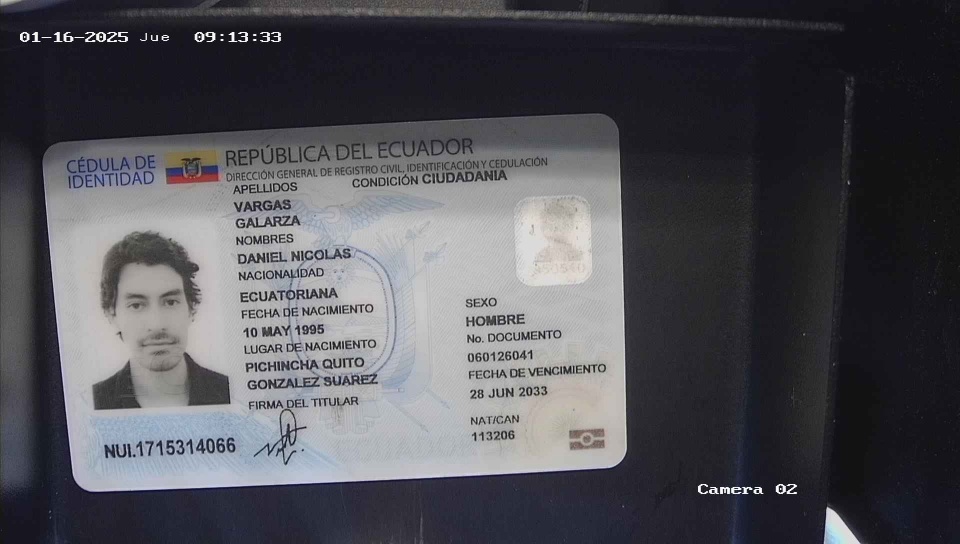 01-16-2025 Jue 09:13:33
CÉDULA DE
IDENTIDAD
REPÚBLICA DEL ECUADOR
DIRECCIÓN GENERAL DE REGISTRO CIVIL, IDENTIFICACIÓN Y CEDULACIÓN
APELLIDOS
CONDICIÓN CIUDADANIA
VARGAS
GALARZA
NOMBRES
DANIEL NICOLAS
NACIONALIDAD
ECUATORIANA
FECHA DE NACIMIENTO
10 MAY 1995
LUGAR DE NACIMIENTO
PICHINCHA QUITO
GONZALEZ SUAREZ
FIRMA DEL TITULAR
SEXO
HOMBRE
No. DOCUMENTO
060126041
FECHA DE VENCIMIENTO
28 JUN 2033
NAT/CAN
113206
NUI.1715314066
Camera 02